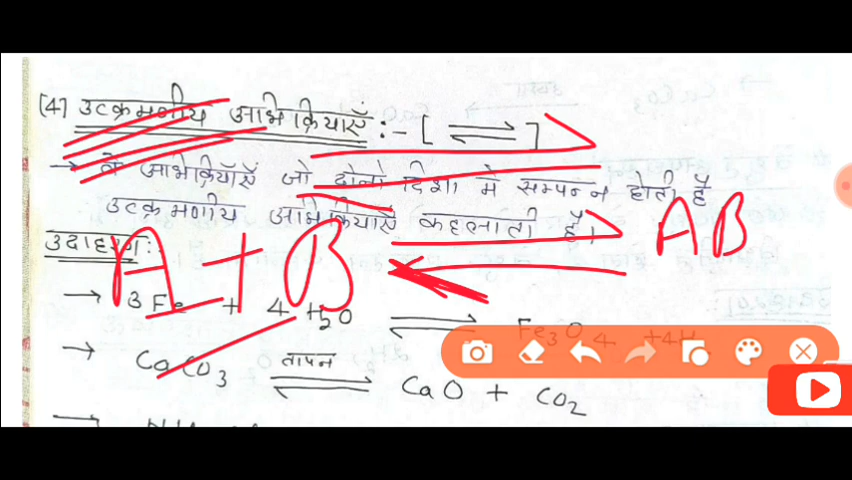 (4) उत्क्रमणीय अभिक्रियाएँ :- [ ⇌ ]
→ वे अभिक्रियाएँ जो दोनो दिशा में सम्पन्न होती हैं
उत्क्रमणीय अभिक्रियाएँ कहलाती हैं।
A + B ⇌ AB
उदाहरण:
→ 3Fe + 4H₂O ⇌ Fe₃O₄ + 4H
→ CaCO₃ ⇌ CaO + CO₂
तापन